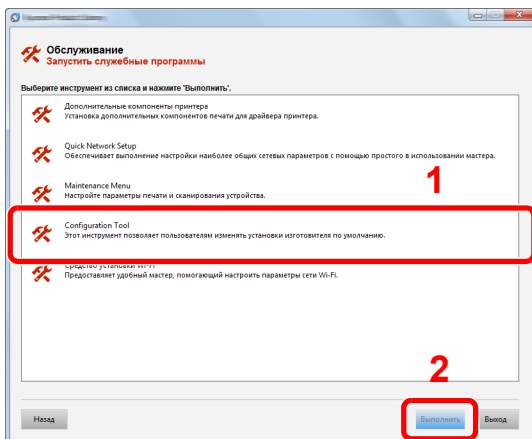 Обслуживание
Запустить служебные программы
Выберите инструмент из списка и нажмите 'Выполнить'.
Дополнительные компоненты принтера
Установка дополнительных компонентов печати для драйвера принтера.
Quick Network Setup
Обеспечивает выполнение настройки наиболее общих сетевых параметров с помощью простого в использовании мастера.
1
Maintenance Menu
Настройте параметры печати и сканирования устройства.
Configuration Tool
Этот инструмент позволяет пользователям изменять установки изготовителя по умолчанию.
Средство установки Wi-Fi
Предоставляет удобный мастер, помогающий настроить параметры сети Wi-Fi.
2
Назад
Выполнить
Выход